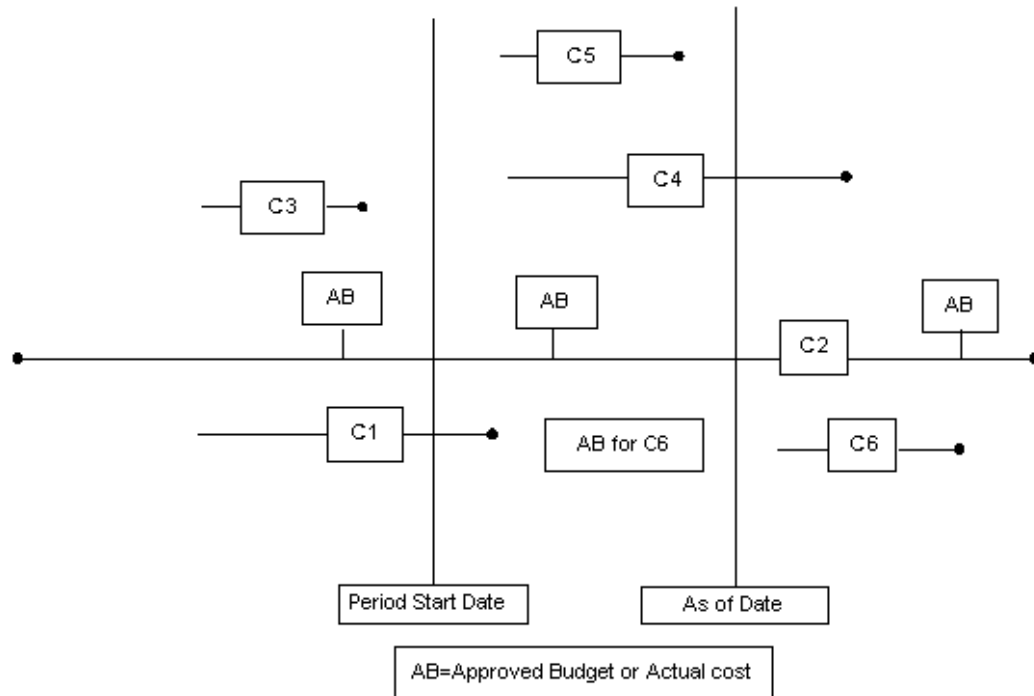 C5
C4
C3
AB
AB
AB
C2
C1
AB for C6
C6
Period Start Date
As of Date
AB=Approved Budget or Actual cost